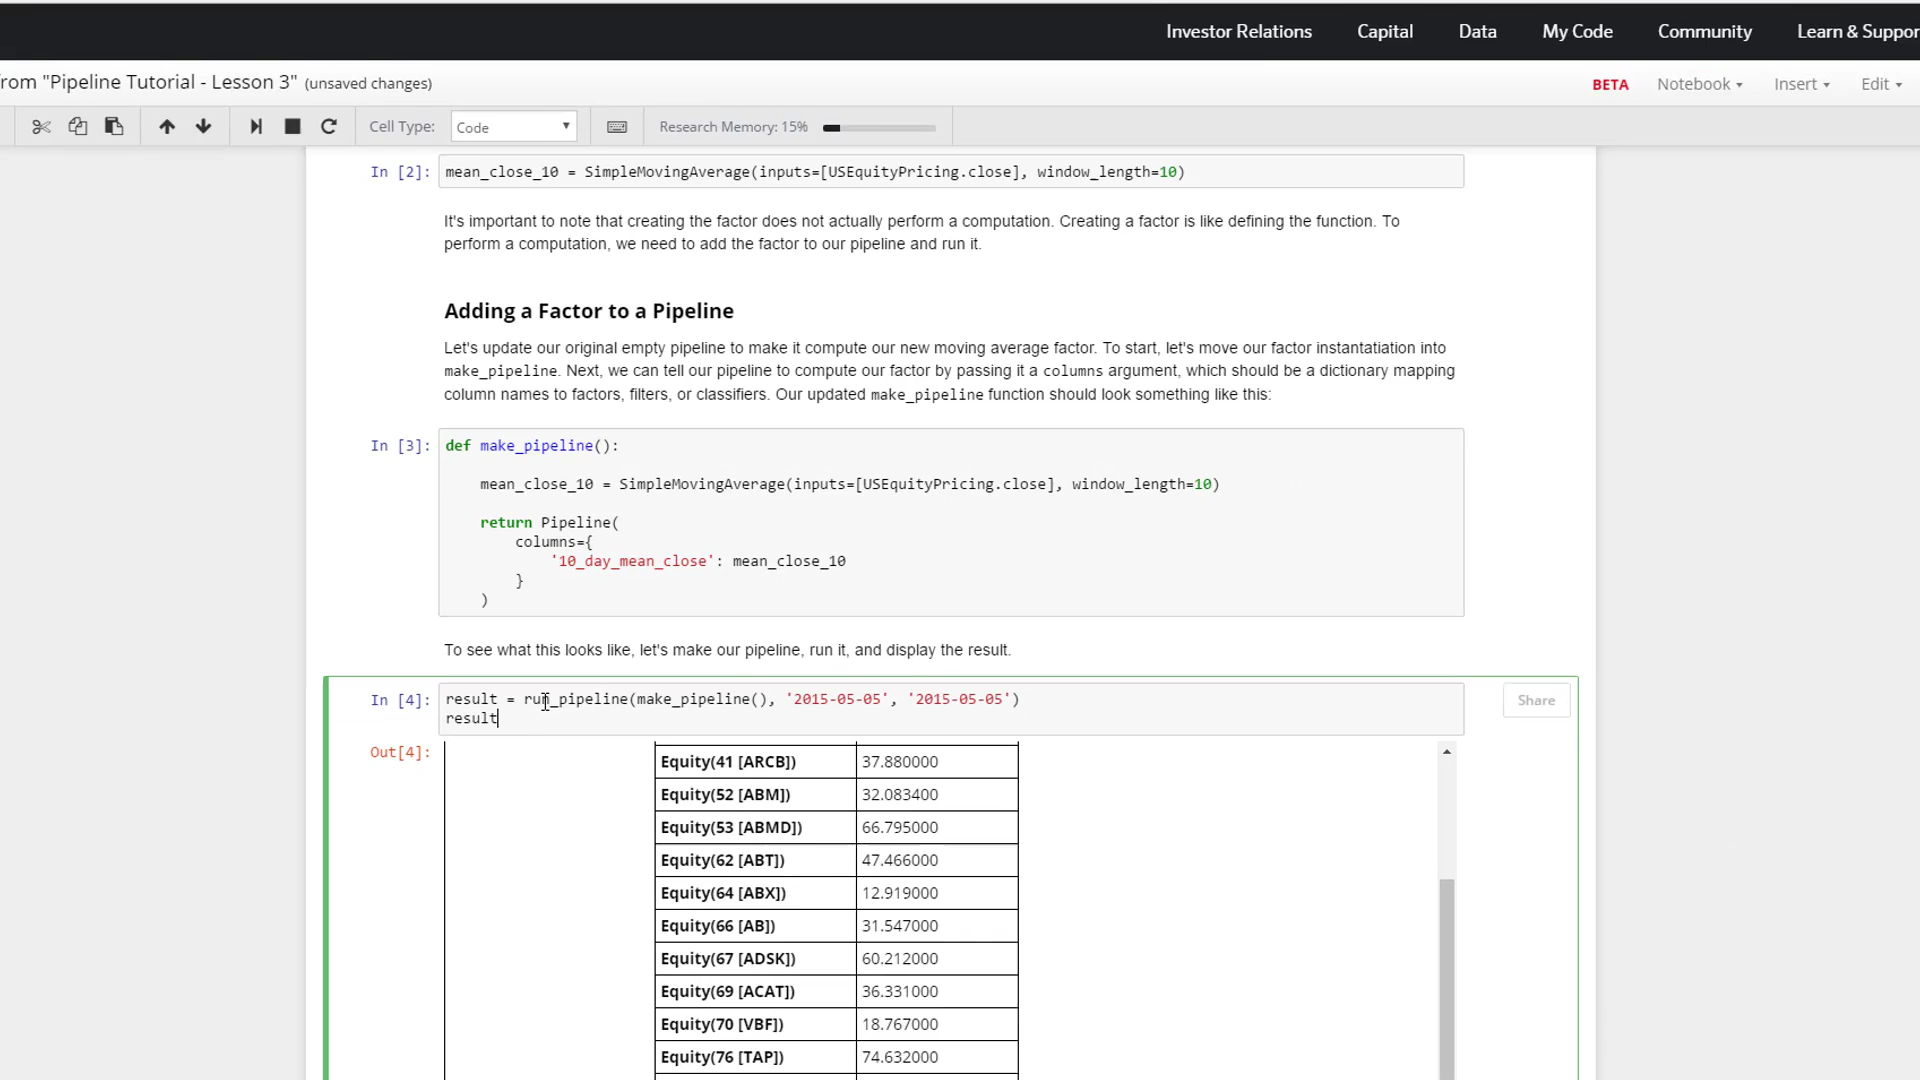 Investor Relations Capital Data My Code Community Learn & Suppor
rom "Pipeline Tutorial - Lesson 3" (unsaved changes) BETA Notebook Insert Edit
Cell Type: Code Research Memory: 15%
In [2]: mean_close_10 = SimpleMovingAverage(inputs=[USEquityPricing.close], window_length=10)
It's important to note that creating the factor does not actually perform a computation. Creating a factor is like defining the function. To
perform a computation, we need to add the factor to our pipeline and run it.
Adding a Factor to a Pipeline
Let's update our original empty pipeline to make it compute our new moving average factor. To start, let's move our factor instantatiation into
make_pipeline. Next, we can tell our pipeline to compute our factor by passing it a columns argument, which should be a dictionary mapping
column names to factors, filters, or classifiers. Our updated make_pipeline function should look something like this:
In [3]: def make_pipeline():
mean_close_10 = SimpleMovingAverage(inputs=[USEquityPricing.close], window_length=10)
return Pipeline(
columns={
'10_day_mean_close': mean_close_10
}
)
To see what this looks like, let's make our pipeline, run it, and display the result.
In [4]: result = run_pipeline(make_pipeline(), '2015-05-05', '2015-05-05') Share
result
Out[4]:
Equity(41 [ARCB]) 37.880000
Equity(52 [ABM]) 32.083400
Equity(53 [ABMD]) 66.795000
Equity(62 [ABT]) 47.466000
Equity(64 [ABX]) 12.919000
Equity(66 [AB]) 31.547000
Equity(67 [ADSK]) 60.212000
Equity(69 [ACAT]) 36.331000
Equity(70 [VBF]) 18.767000
Equity(76 [TAP]) 74.632000